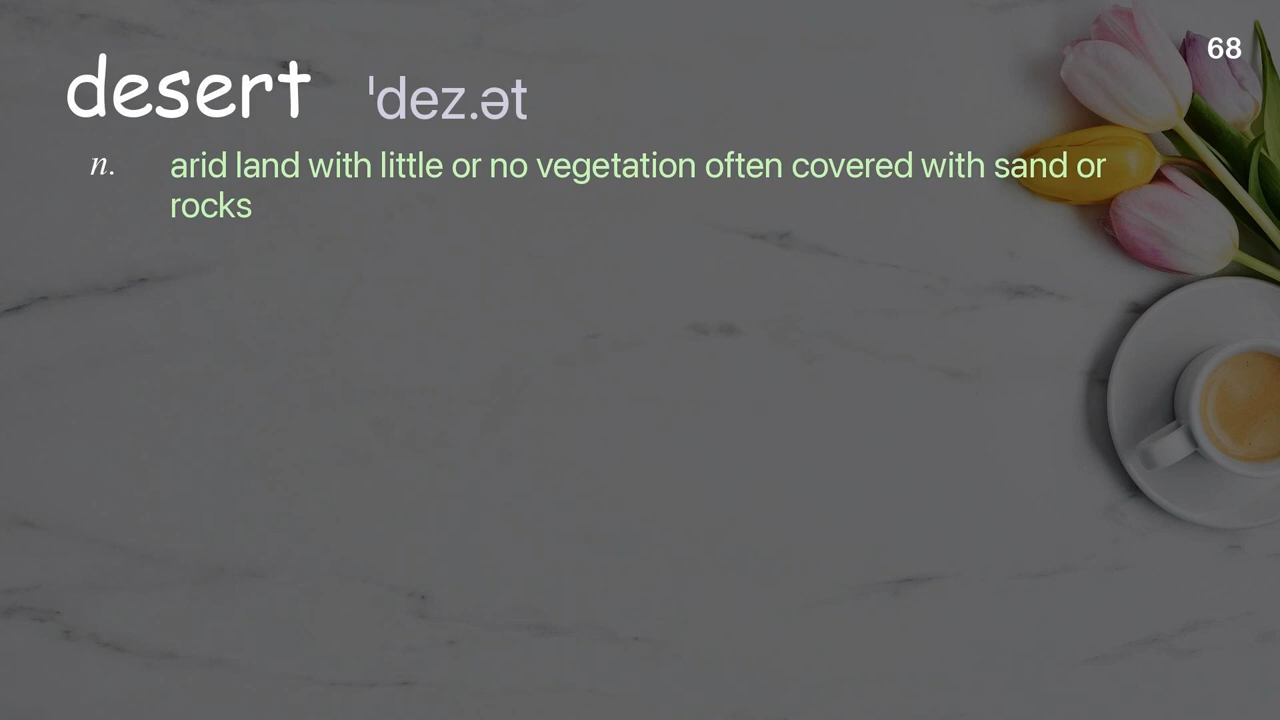 68
desert ˈdez.ət
n. arid land with little or no vegetation often covered with sand or
rocks